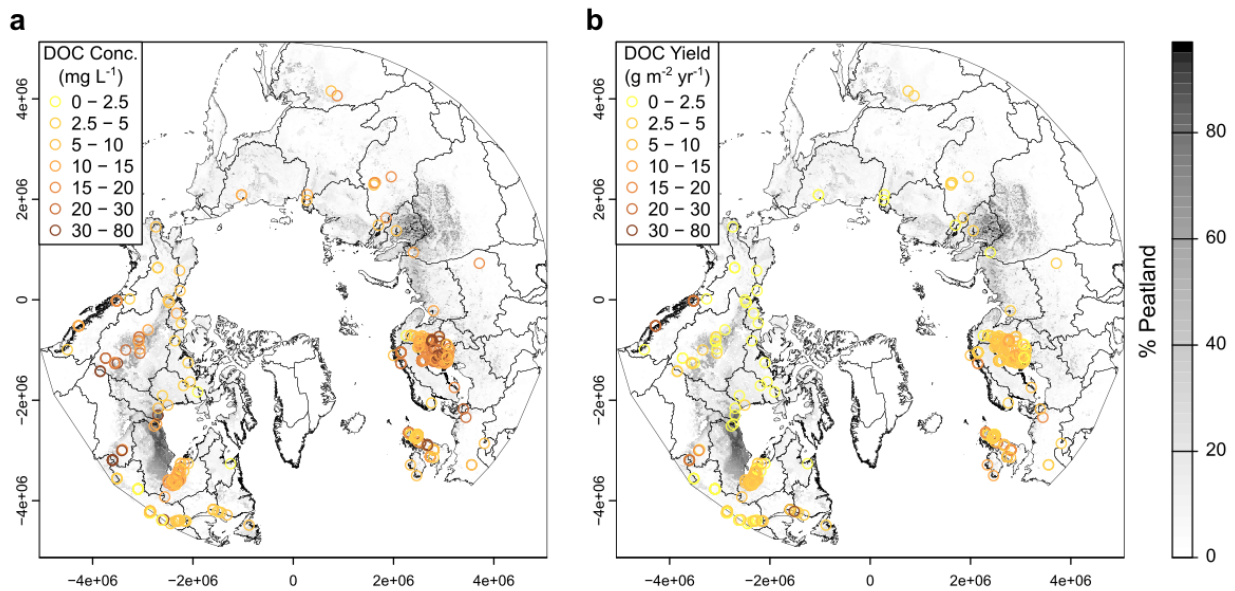 a
DOC Conc.
(mg L-1)
0 − 2.5
2.5 − 5
5 − 10
10 − 15
15 − 20
20 − 30
30 − 80
4e+06
2e+06
0
−2e+06
−4e+06
−4e+06 −2e+06 0 2e+06 4e+06
b
DOC Yield
(g m-2 yr-1)
0 − 2.5
2.5 − 5
5 − 10
10 − 15
15 − 20
20 − 30
30 − 80
4e+06
2e+06
0
−2e+06
−4e+06
−4e+06 −2e+06 0 2e+06 4e+06
% Peatland
80
60
40
20
0